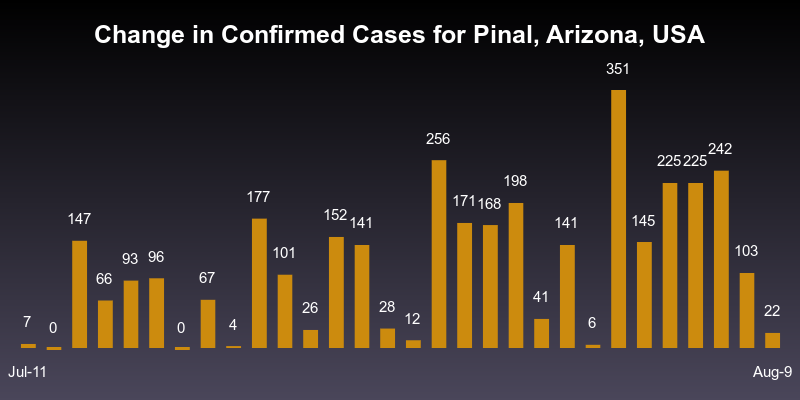 Change in Confirmed Cases for Pinal, Arizona, USA
7 0 147 66 93 96 0 67 4 177 101 26 152 141 28 12 256 171 168 198 41 141 6 351 145 225 225 242 103 22
Jul-11 Aug-9